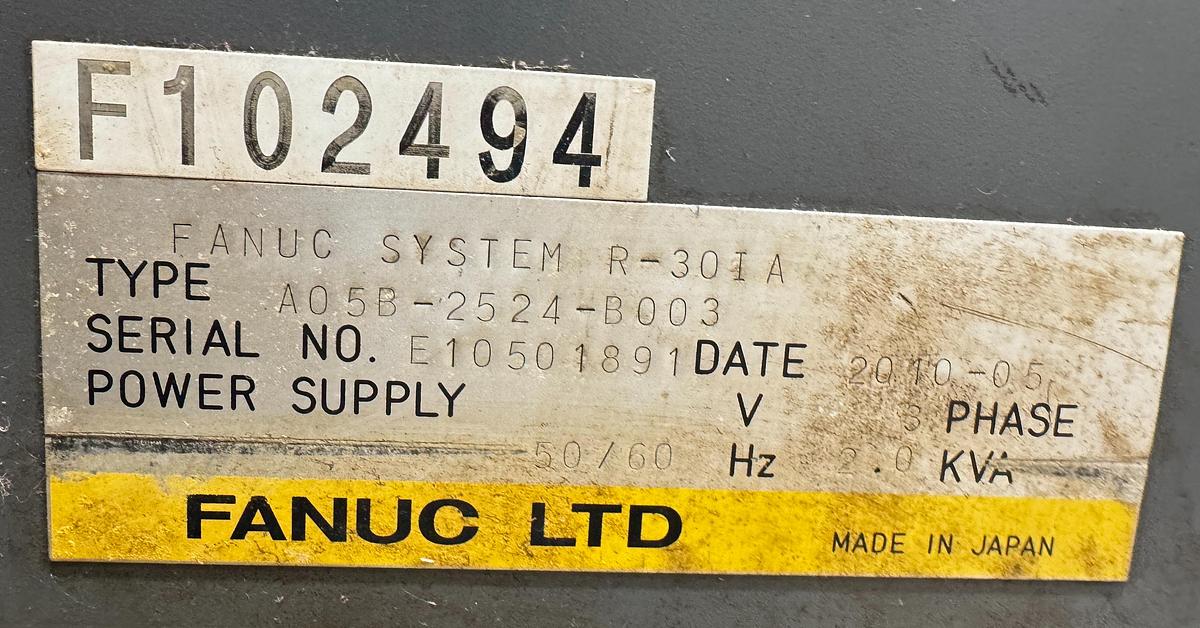 F102494
FANUC SYSTEM R-30IA
TYPE A05B-2524-B003
SERIAL NO. E10501891 DATE 2010-05
POWER SUPPLY V 3 PHASE
50/60 Hz 2.0 KVA
FANUC LTD MADE IN JAPAN